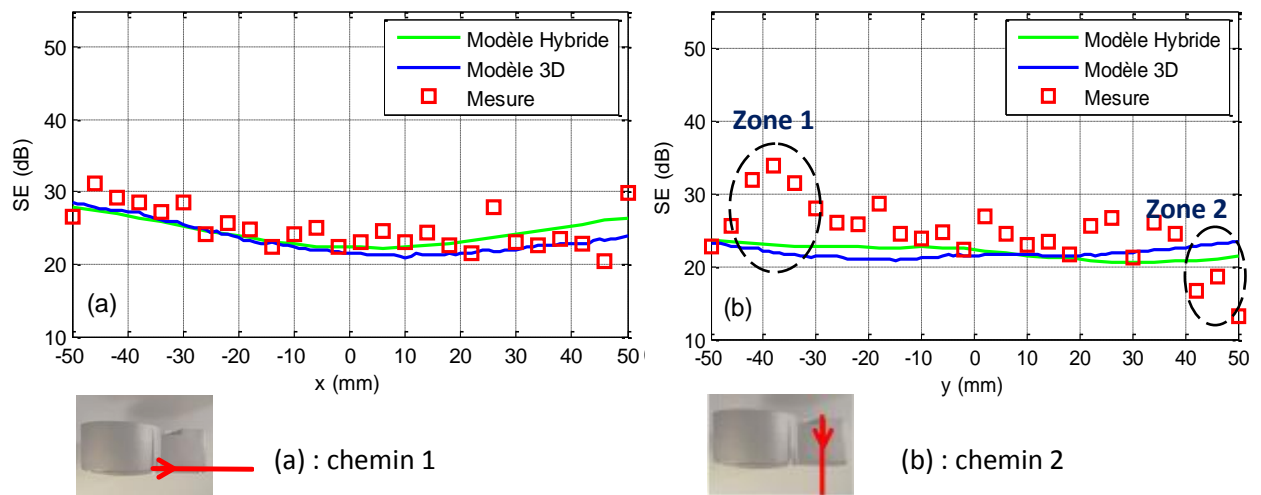 50
40
30
20
10
SE (dB)
Modèle Hybride
Modèle 3D
Mesure
(a)
-50 -40 -30 -20 -10 0 10 20 30 40 50
x (mm)
50
40
30
20
10
SE (dB)
Modèle Hybride
Modèle 3D
Mesure
Zone 1
Zone 2
(b)
-50 -40 -30 -20 -10 0 10 20 30 40 50
y (mm)
(a) : chemin 1
(b) : chemin 2